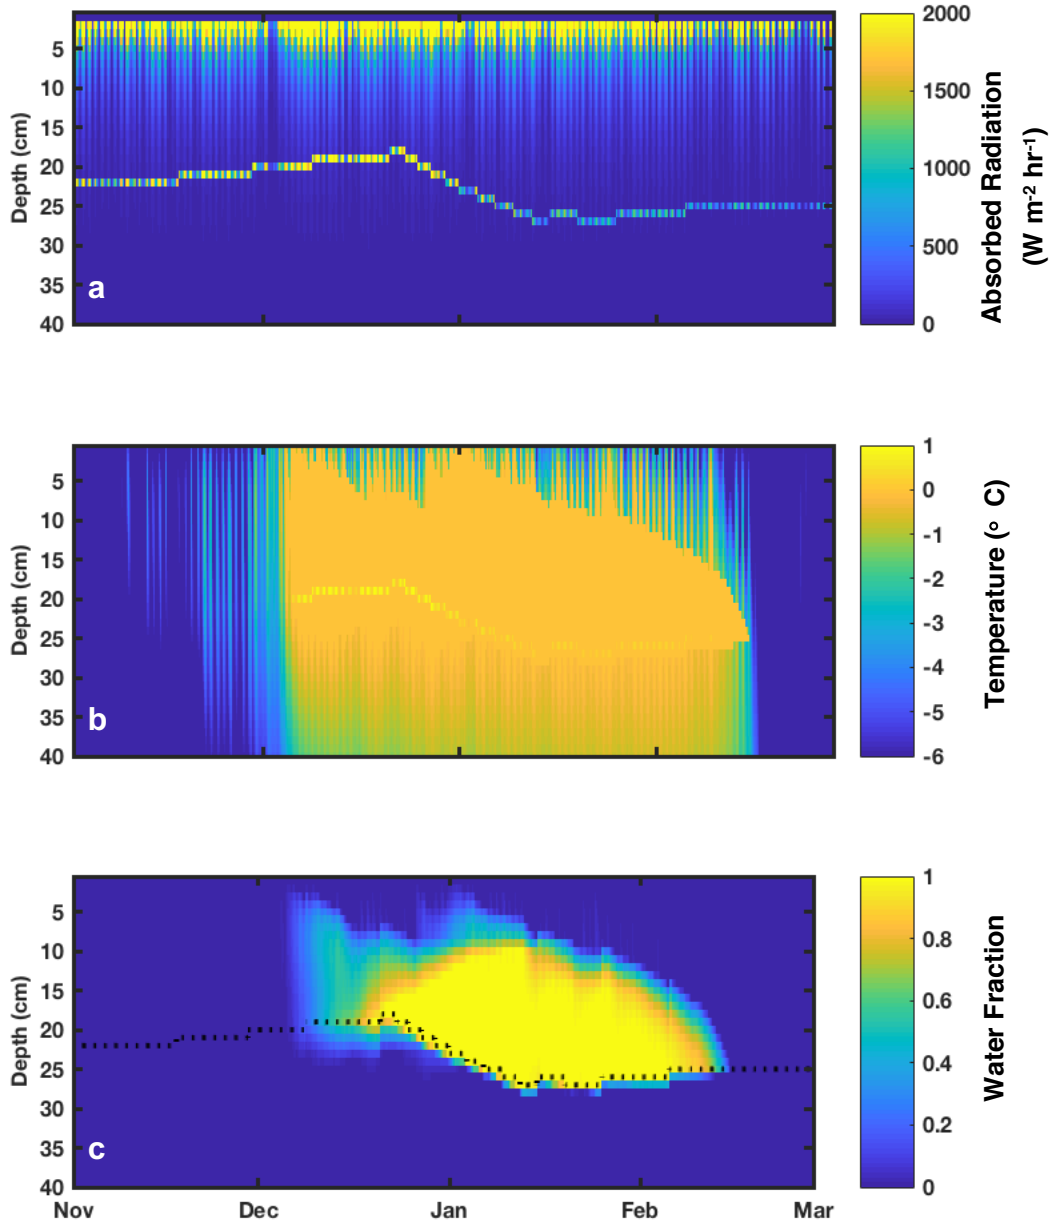 5
10
15
20
25
30
35
40
Depth (cm)
a
2000
1500
1000
500
0
Absorbed Radiation
(W m-2 hr-1)
5
10
15
20
25
30
35
40
Depth (cm)
b
1
0
-1
-2
-3
-4
-5
-6
Temperature (° C)
5
10
15
20
25
30
35
40
Depth (cm)
c
Nov
Dec
Jan
Feb
Mar
1
0.8
0.6
0.4
0.2
0
Water Fraction